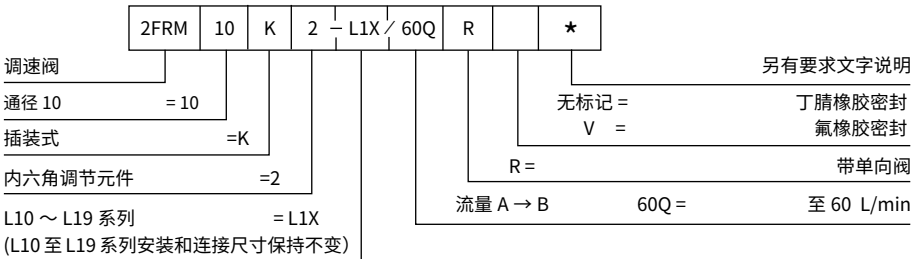 2FRM 10 K 2 - L1X / 60Q R *
调速阀
另有要求文字说明
通径 10 = 10
无标记 = 丁腈橡胶密封
插装式 =K
V = 氟橡胶密封
内六角调节元件 =2
R = 带单向阀
流量 A → B 60Q = 至 60 L/min
L10 ～ L19 系列 = L1X
(L10 至 L19 系列安装和连接尺寸保持不变）